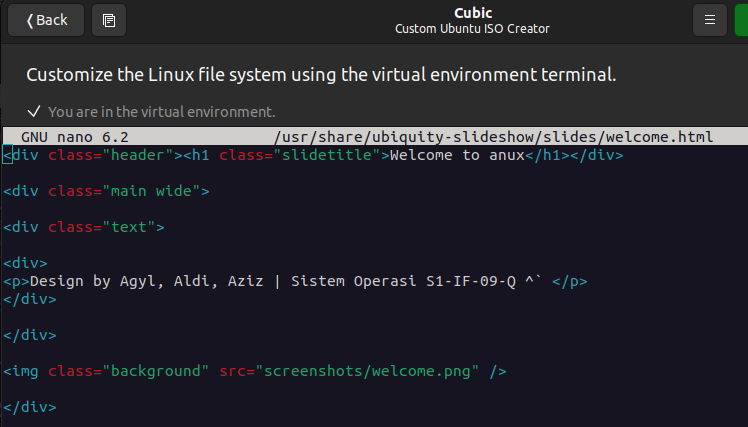 ❬Back
Cubic
Custom Ubuntu ISO Creator
Customize the Linux file system using the virtual environment terminal.
✓ You are in the virtual environment.
GNU nano 6.2 /usr/share/ubiquity-slideshow/slides/welcome.html
<div class="header"><h1 class="slidetitle">Welcome to anux</h1></div>
<div class="main wide">
<div class="text">
<div>
<p>Design by Agyl, Aldi, Aziz | Sistem Operasi S1-IF-09-Q ^` </p>
</div>
</div>
<img class="background" src="screenshots/welcome.png" />
</div>